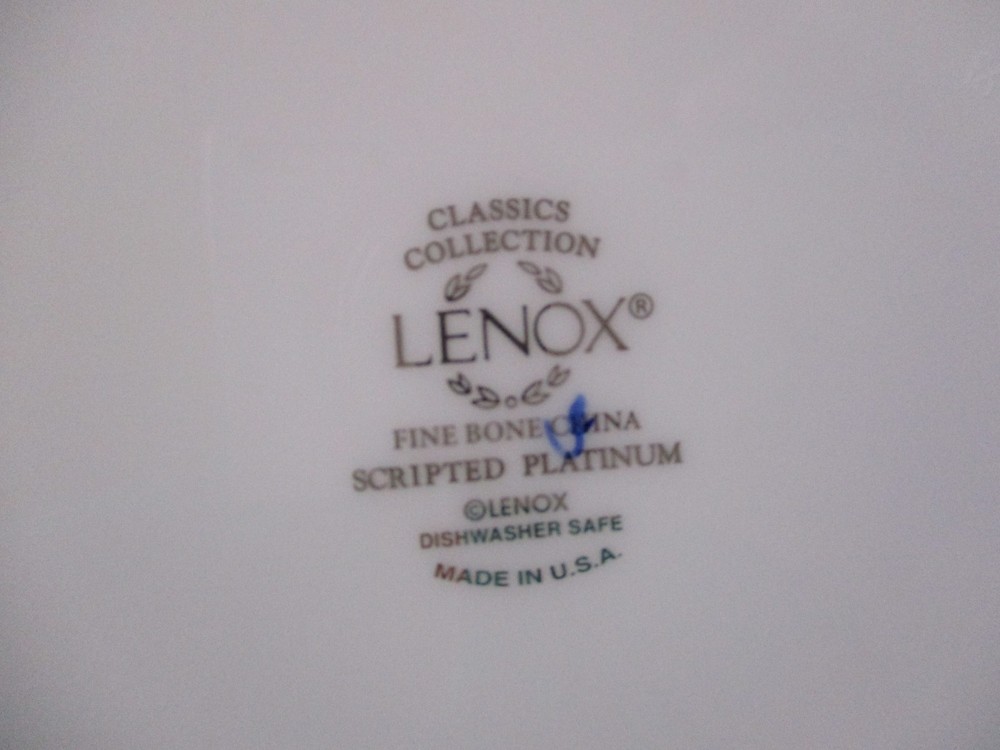 CLASSICS
COLLECTION
LENOX®
FINE BONE CHINA
SCRIPTED PLATINUM
©LENOX
DISHWASHER SAFE
MADE IN U.S.A.